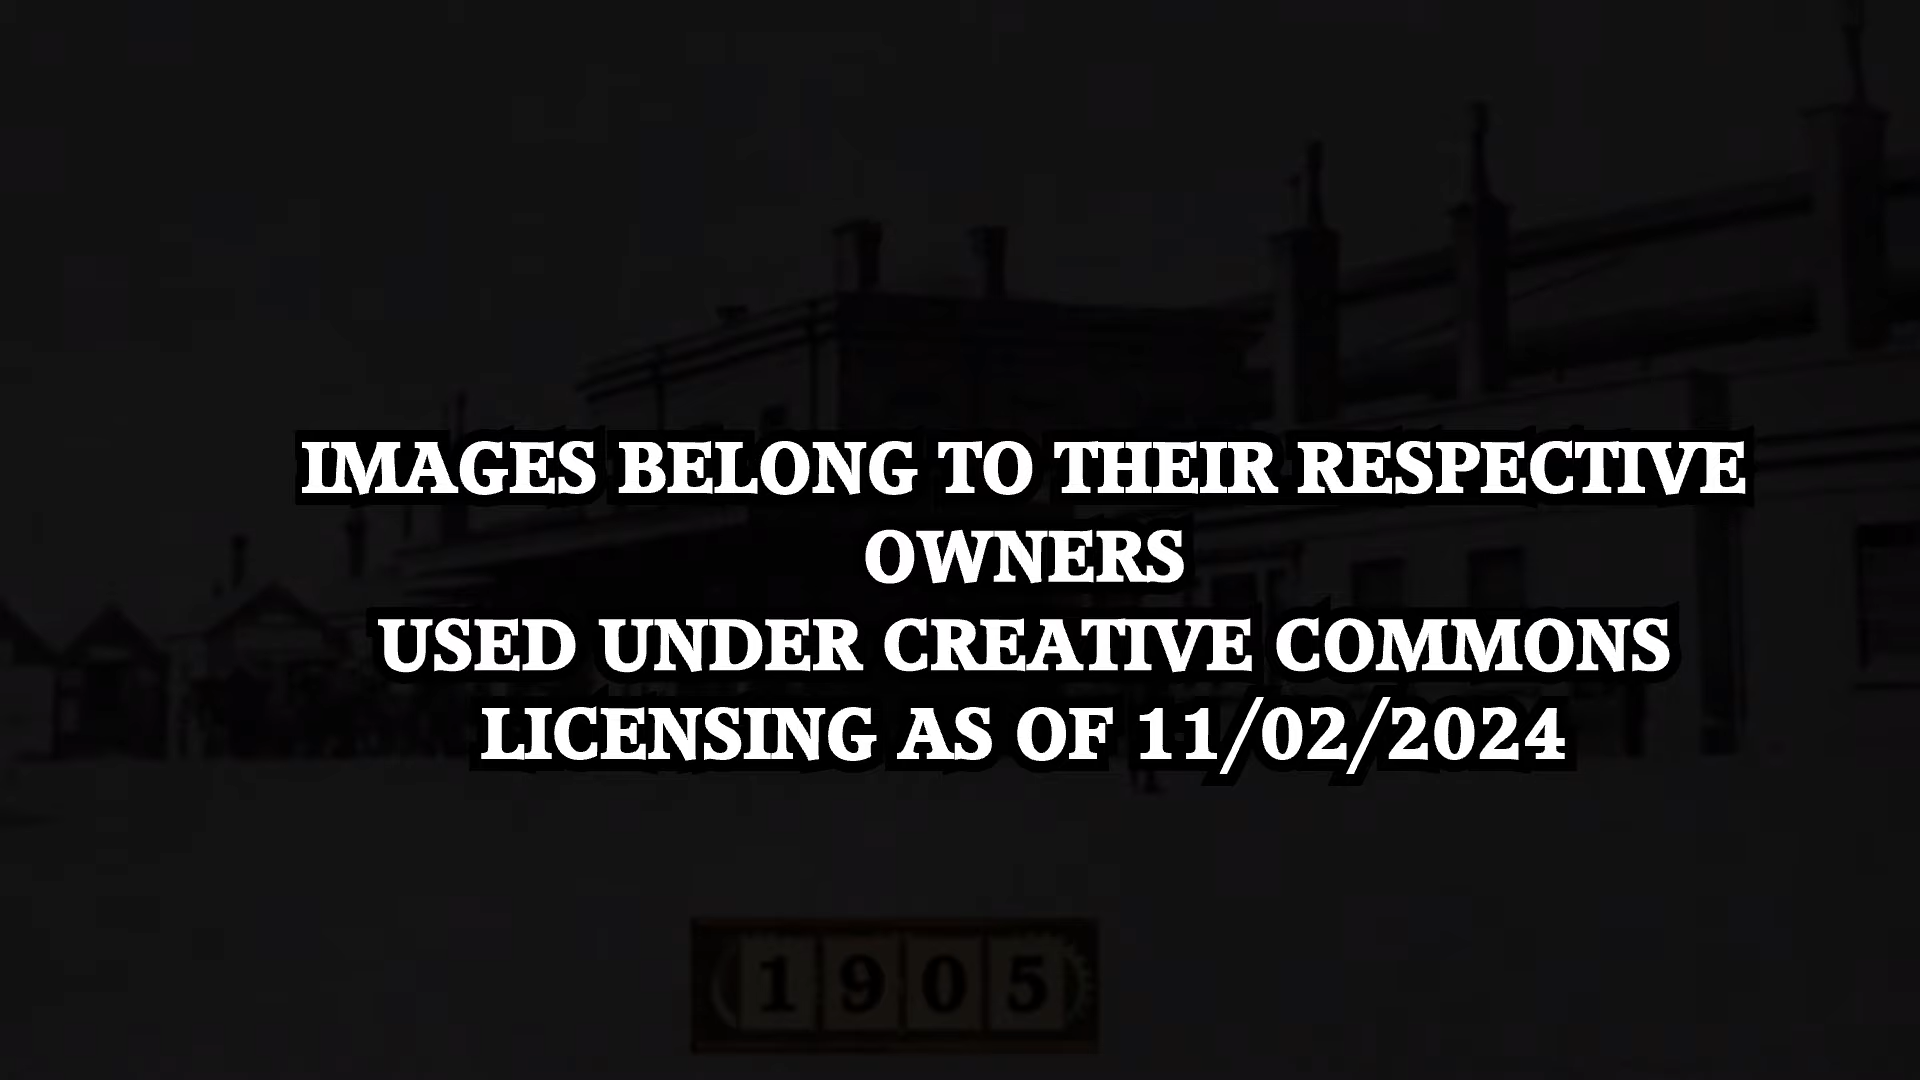 IMAGES BELONG TO THEIR RESPECTIVE
OWNERS
USED UNDER CREATIVE COMMONS
LICENSING AS OF 11/02/2024
1905